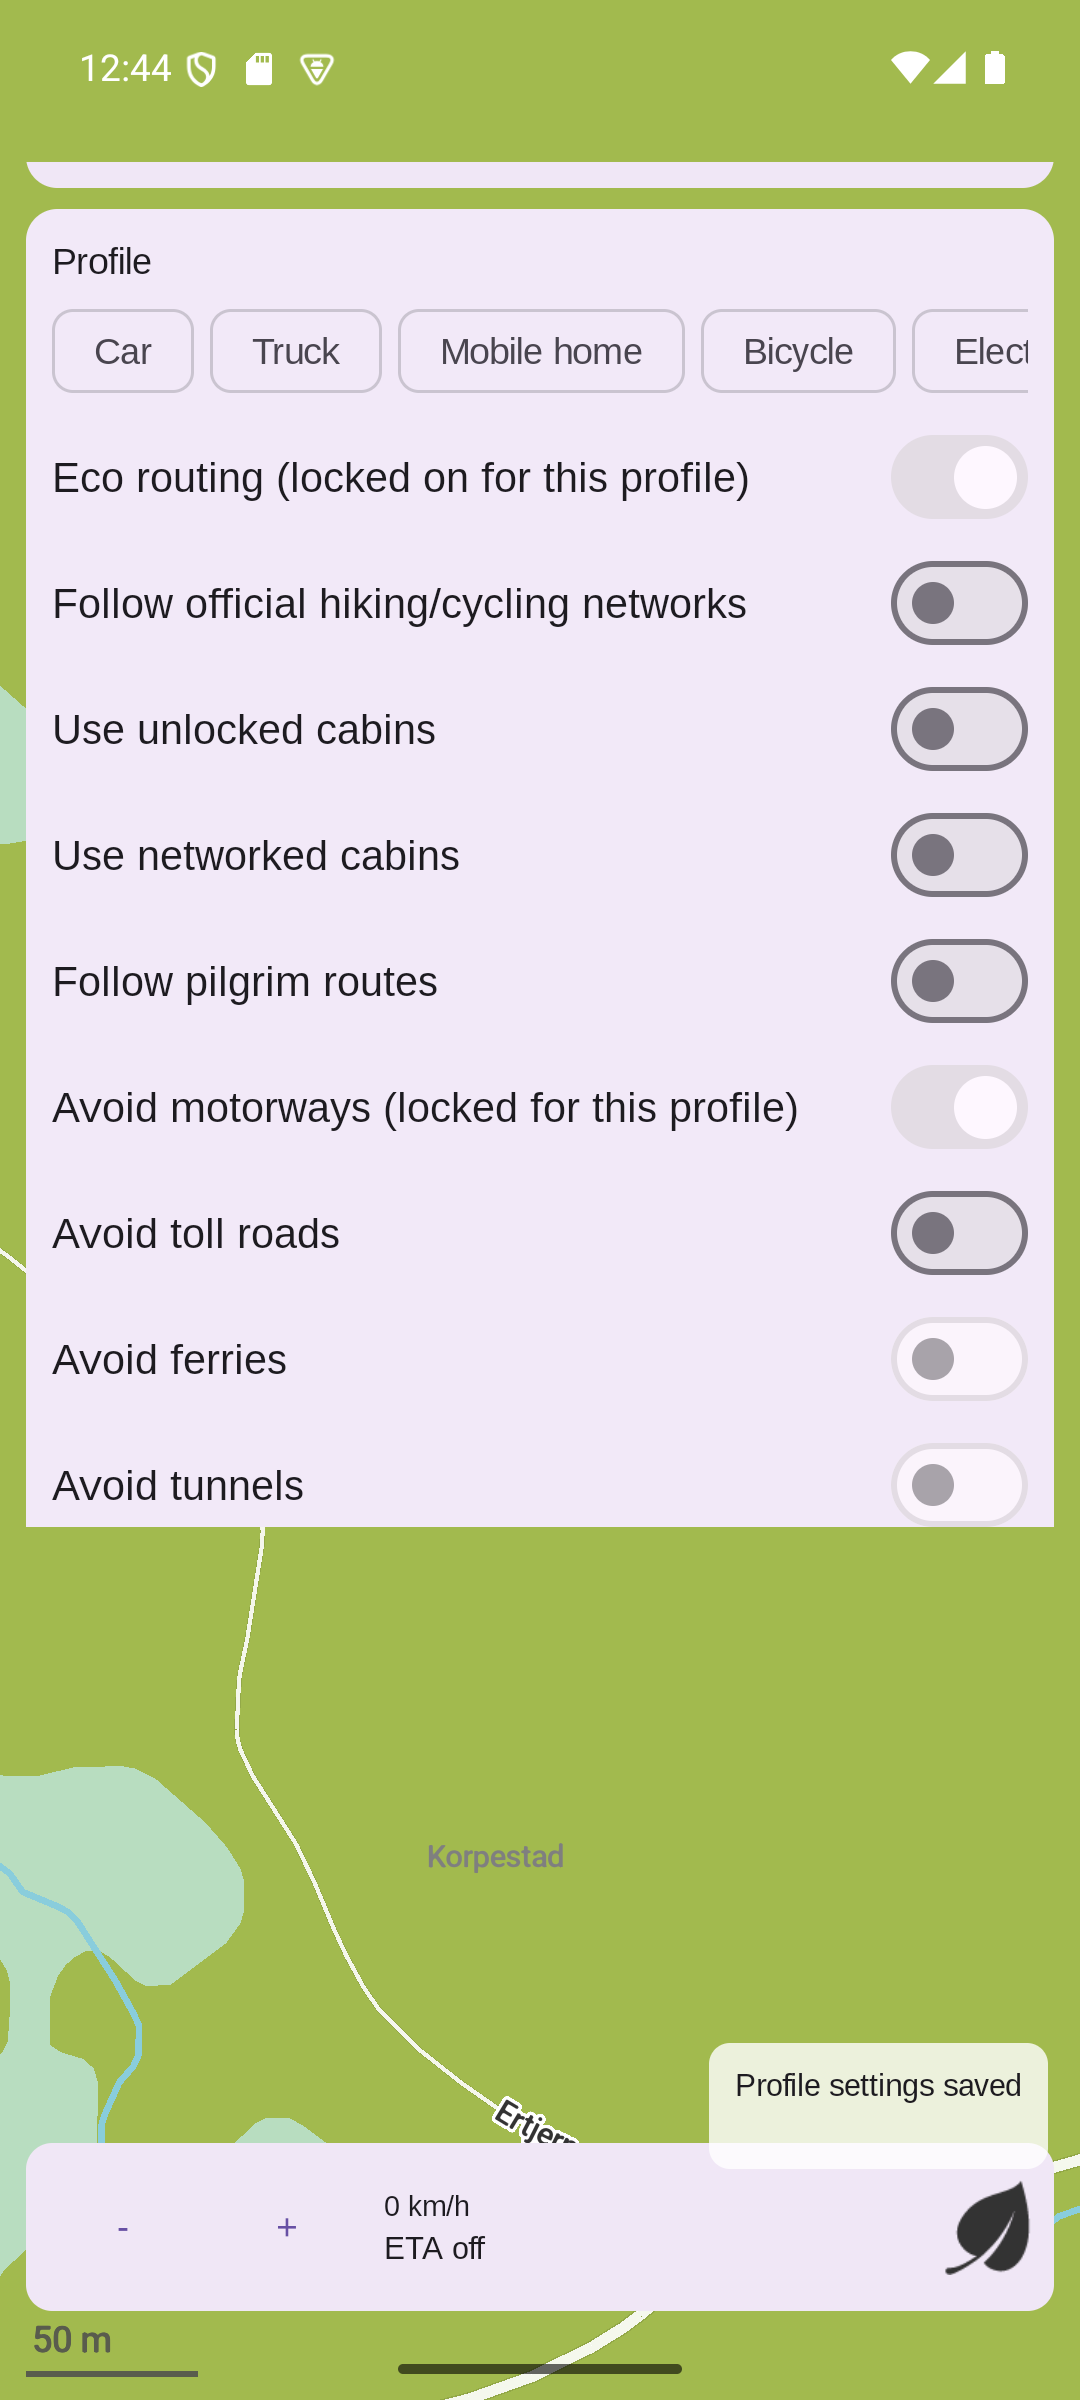 12:44
Profile
Car Truck Mobile home Bicycle Elect
Eco routing (locked on for this profile)
Follow official hiking/cycling networks
Use unlocked cabins
Use networked cabins
Follow pilgrim routes
Avoid motorways (locked for this profile)
Avoid toll roads
Avoid ferries
Avoid tunnels
Korpestad
Profile settings saved
Ertjern
- + 0 km/h
ETA off
50 m